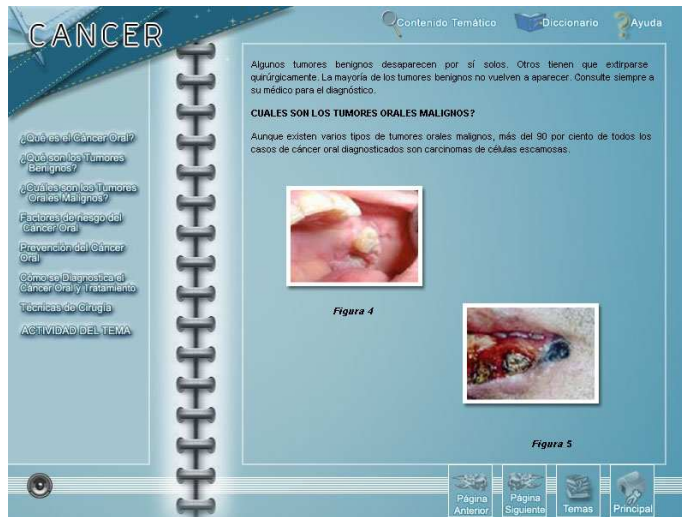 CANCER
Contenido Temático
Diccionario
Ayuda
¿Qué es el Cáncer Oral?
¿Qué son los Tumores
Benignos?
¿Cuáles son los Tumores
Orales Malignos?
Factores de riesgo del
Cáncer Oral
Prevención del Cáncer
Oral
Cómo se Diagnostica el
Cáncer Oral y Tratamiento
Técnicas de Cirugía
ACTIVIDAD DEL TEMA
Algunos tumores benignos desaparecen por sí solos. Otros tienen que extirparse
quirúrgicamente. La mayoría de los tumores benignos no vuelven a aparecer. Consulte siempre a
su médico para el diagnóstico.
CUALES SON LOS TUMORES ORALES MALIGNOS?
Aunque existen varios tipos de tumores orales malignos, más del 90 por ciento de todos los
casos de cáncer oral diagnosticados son carcinomas de células escamosas.
Figura 4
Figura 5
Página
Anterior
Página
Siguiente
Temas
Principal